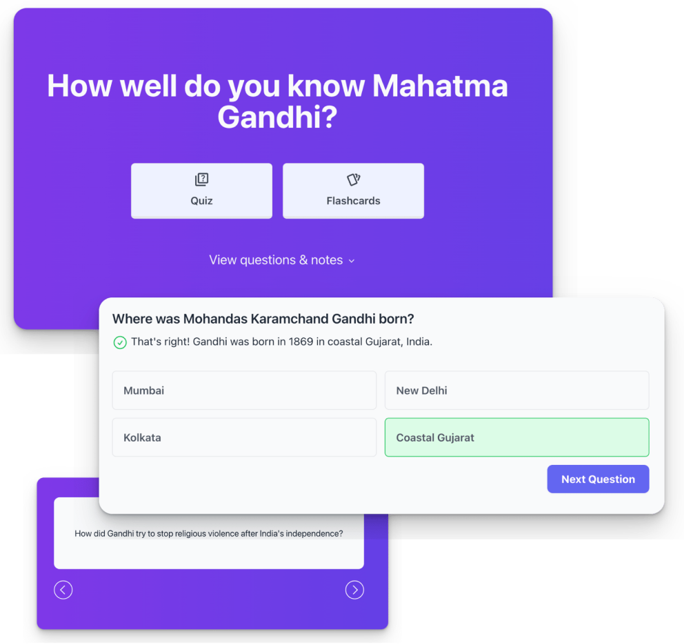 How well do you know Mahatma
Gandhi?
Quiz
Flashcards
View questions & notes
Where was Mohandas Karamchand Gandhi born?
That's right! Gandhi was born in 1869 in coastal Gujarat, India.
Mumbai
New Delhi
Kolkata
Coastal Gujarat
Next Question
How did Gandhi try to stop religious violence after India's independence?